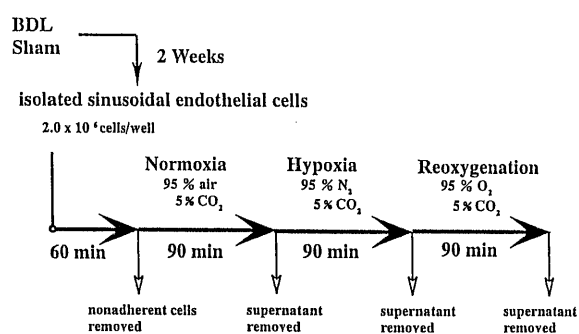 BDL
Sham
2 Weeks
isolated sinusoidal endothelial cells
2.0 x 10⁶ cells/well
Normoxia
95 % air
5 % CO₂
Hypoxia
95 % N₂
5 % CO₂
Reoxygenation
95 % O₂
5 % CO₂
60 min
90 min
90 min
90 min
nonadherent cells
removed
supernatant
removed
supernatant
removed
supernatant
removed